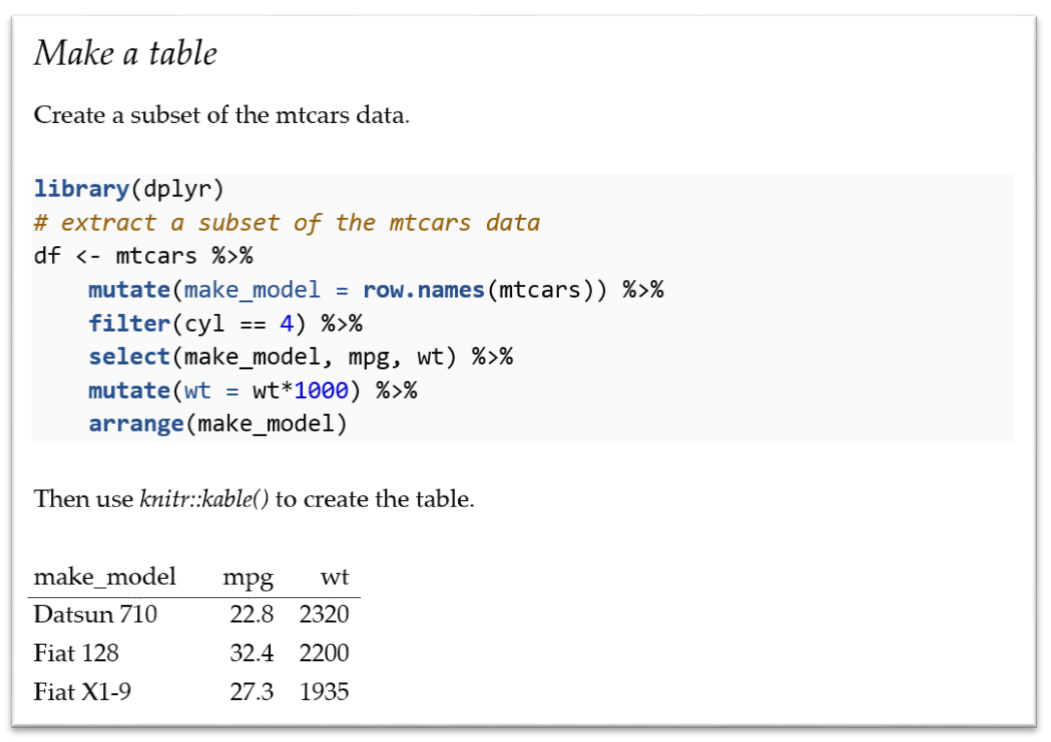 Make a table
Create a subset of the mtcars data.
library(dplyr)
# extract a subset of the mtcars data
df <- mtcars %>%
    mutate(make_model = row.names(mtcars)) %>%
    filter(cyl == 4) %>%
    select(make_model, mpg, wt) %>%
    mutate(wt = wt*1000) %>%
    arrange(make_model)
Then use knitr::kable() to create the table.
make_model mpg wt
Datsun 710 22.8 2320
Fiat 128 32.4 2200
Fiat X1-9 27.3 1935